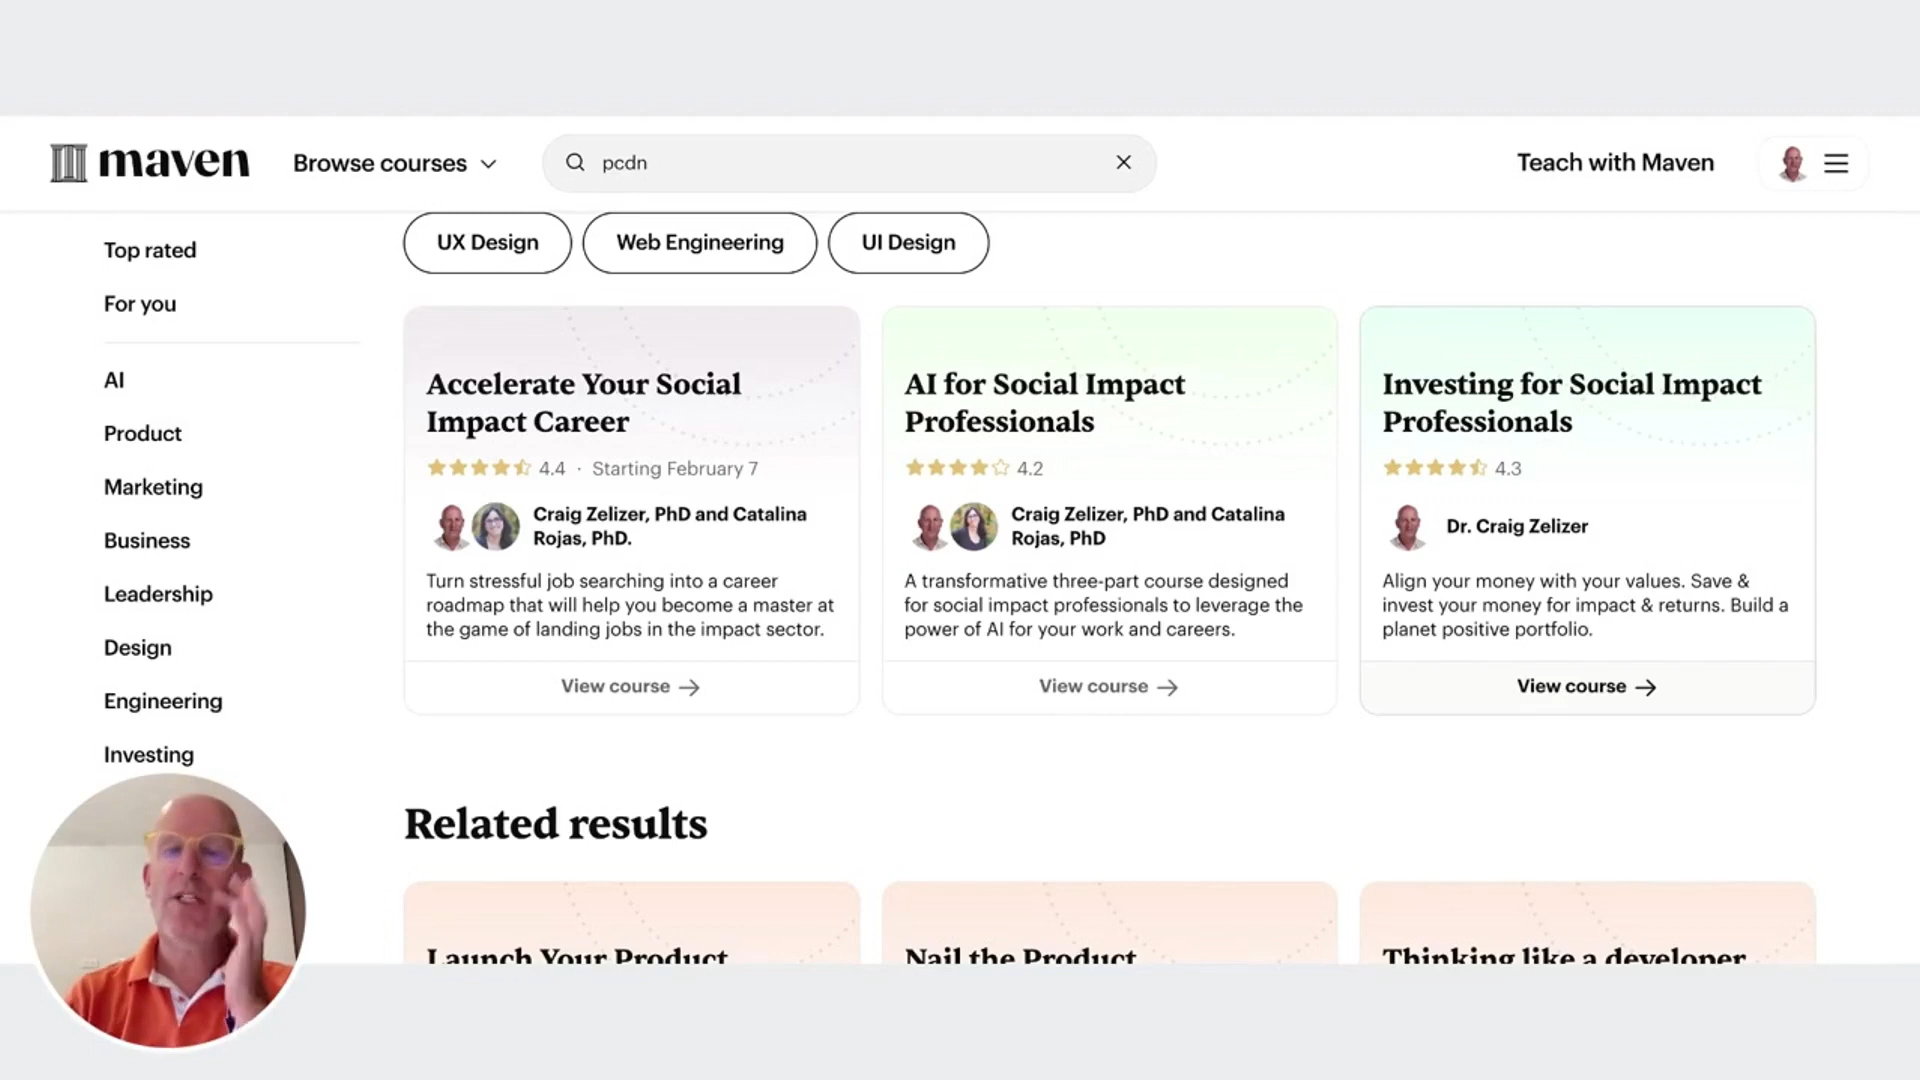 maven
Browse courses
pcdn
Teach with Maven
Top rated
For you
AI
Product
Marketing
Business
Leadership
Design
Engineering
Investing
UX Design
Web Engineering
UI Design
Accelerate Your Social
Impact Career
4.4 · Starting February 7
Craig Zelizer, PhD and Catalina
Rojas, PhD.
Turn stressful job searching into a career
roadmap that will help you become a master at
the game of landing jobs in the impact sector.
View course →
AI for Social Impact
Professionals
4.2
Craig Zelizer, PhD and Catalina
Rojas, PhD
A transformative three-part course designed
for social impact professionals to leverage the
power of AI for your work and careers.
View course →
Investing for Social Impact
Professionals
4.3
Dr. Craig Zelizer
Align your money with your values. Save &
invest your money for impact & returns. Build a
planet positive portfolio.
View course →
Related results
Launch Your Product
Nail the Product
Thinking like a developer